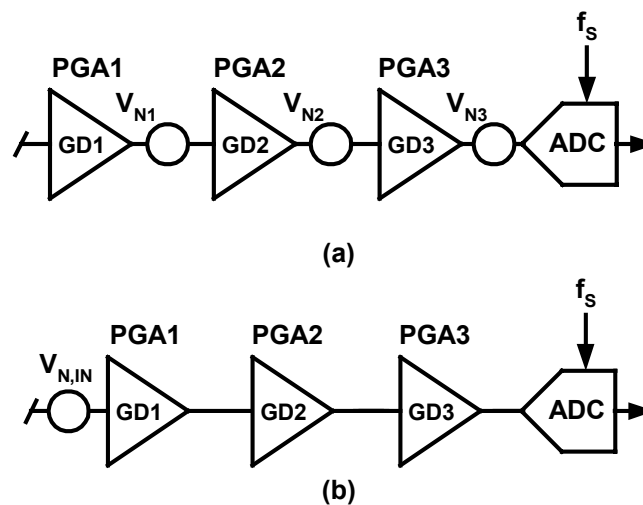 f_S
PGA1 PGA2 PGA3
V_N1 V_N2 V_N3
GD1 GD2 GD3 ADC
(a)
f_S
PGA1 PGA2 PGA3
V_N,IN
GD1 GD2 GD3 ADC
(b)